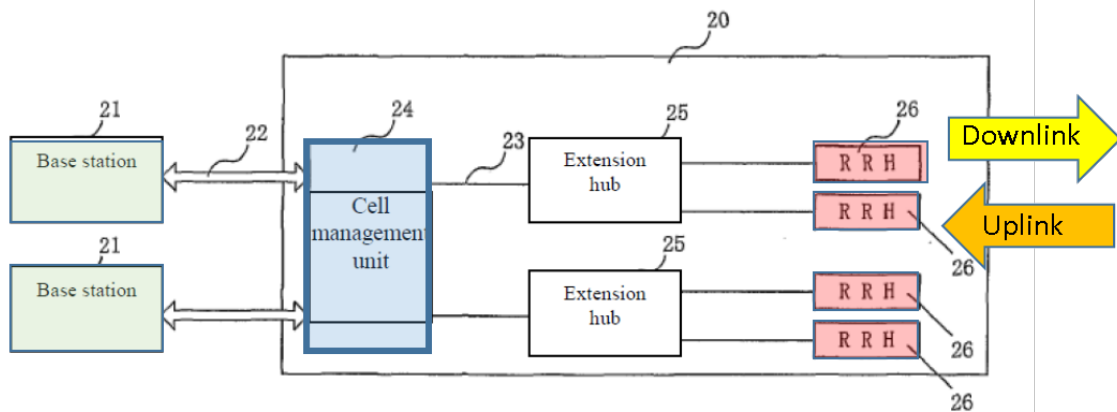 20
21
22
24
25
26
Downlink
Base station
23
Extension
hub
R R H
R R H
Uplink
Cell
management
unit
26
21
25
Base station
Extension
hub
R R H
R R H
26
26